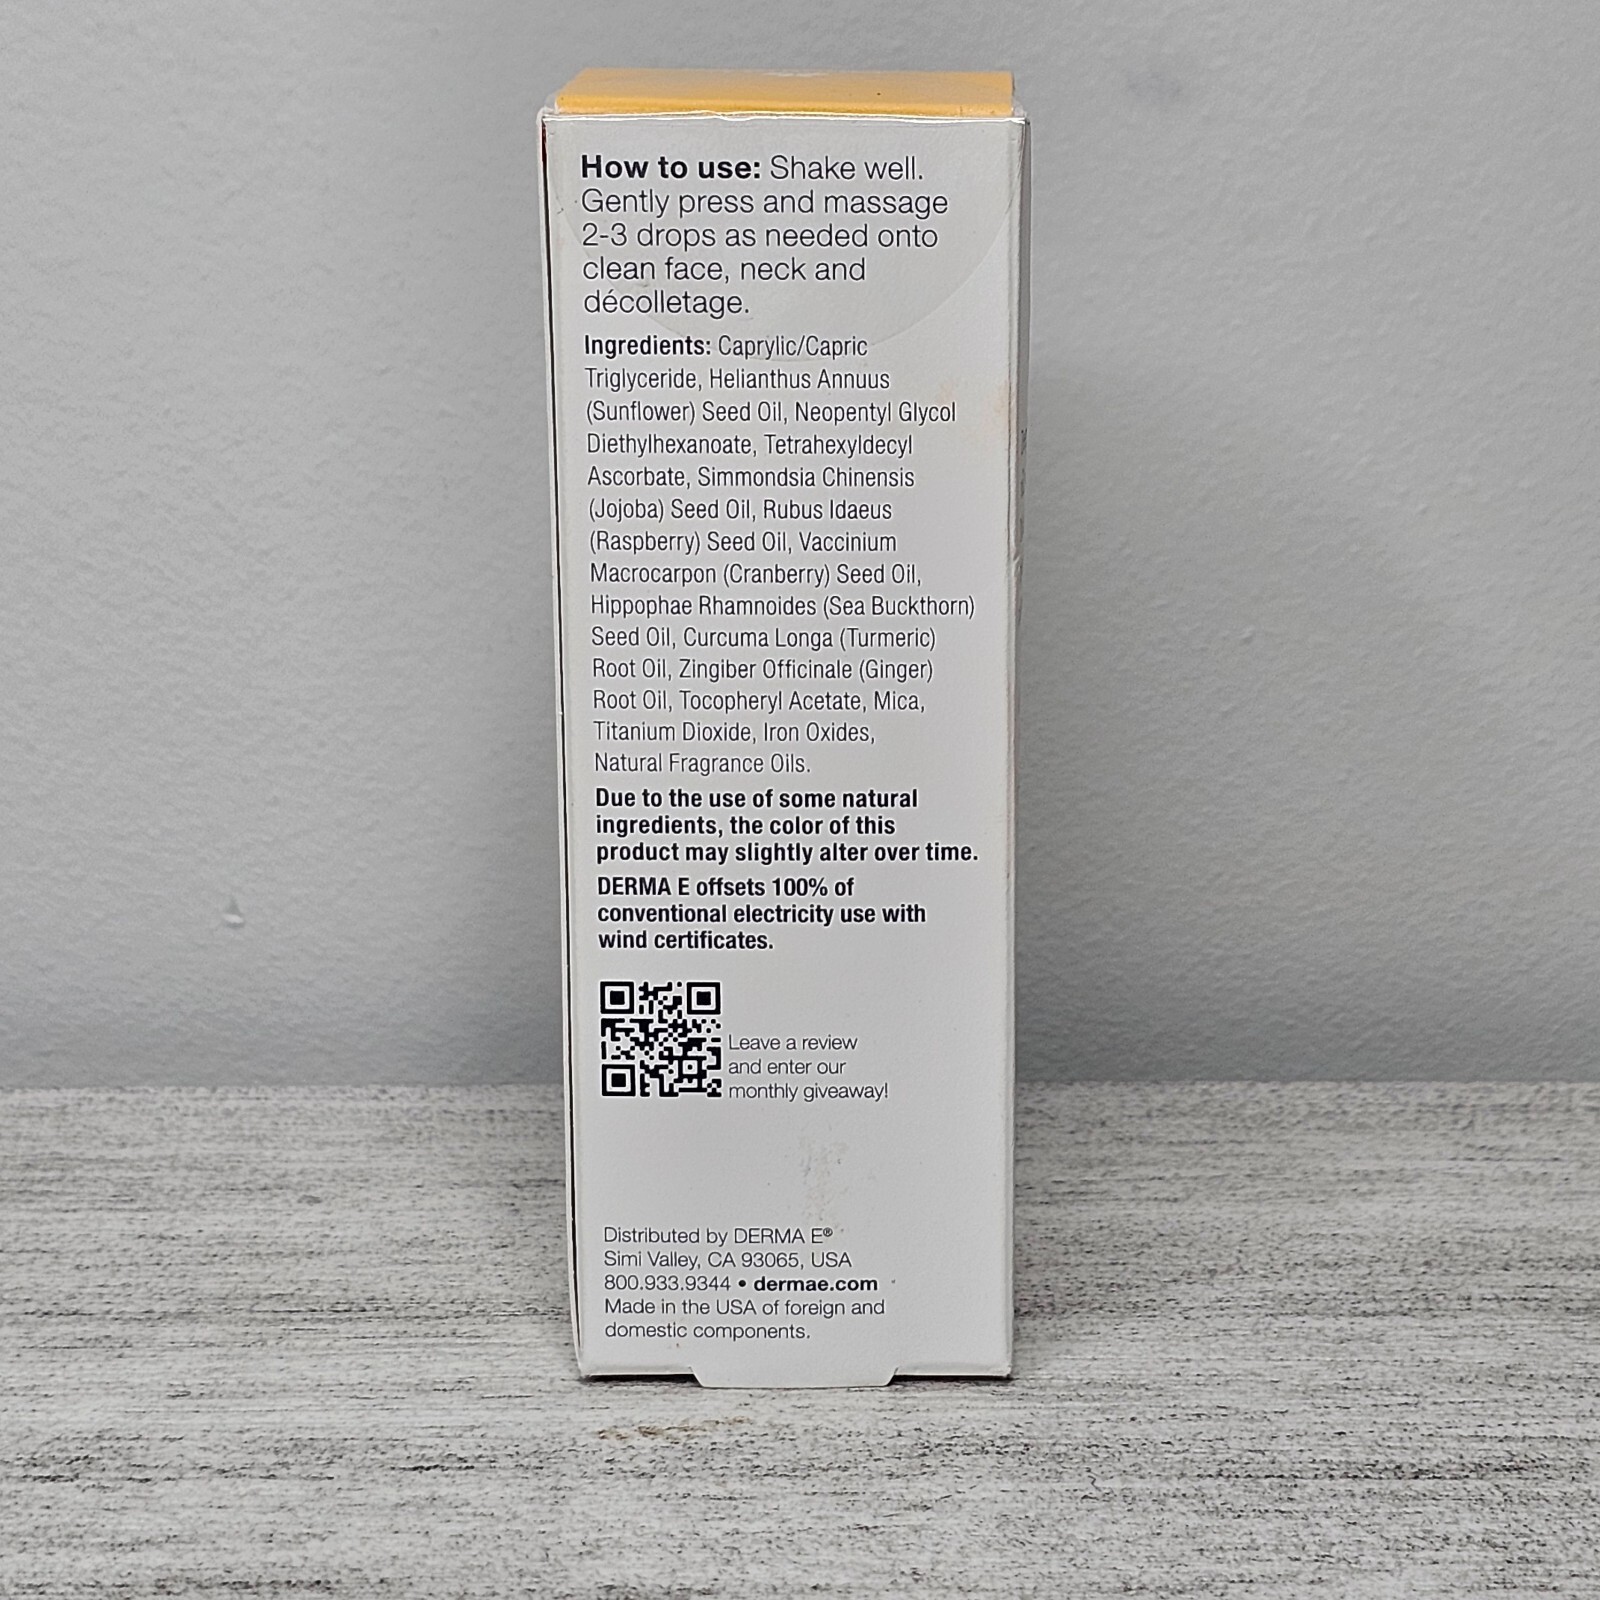 How to use: Shake well.
Gently press and massage
2-3 drops as needed onto
clean face, neck and
décolletage.
Ingredients: Caprylic/Capric
Triglyceride, Helianthus Annuus
(Sunflower) Seed Oil, Neopentyl Glycol
Diethylhexanoate, Tetrahexyldecyl
Ascorbate, Simmondsia Chinensis
(Jojoba) Seed Oil, Rubus Idaeus
(Raspberry) Seed Oil, Vaccinium
Macrocarpon (Cranberry) Seed Oil,
Hippophae Rhamnoides (Sea Buckthorn)
Seed Oil, Curcuma Longa (Turmeric)
Root Oil, Zingiber Officinale (Ginger)
Root Oil, Tocopheryl Acetate, Mica,
Titanium Dioxide, Iron Oxides,
Natural Fragrance Oils.
Due to the use of some natural
ingredients, the color of this
product may slightly alter over time.
DERMA E offsets 100% of
conventional electricity use with
wind certificates.
Leave a review
and enter our
monthly giveaway!
Distributed by DERMA E®
Simi Valley, CA 93065, USA
800.933.9344 • dermae.com
Made in the USA of foreign and
domestic components.